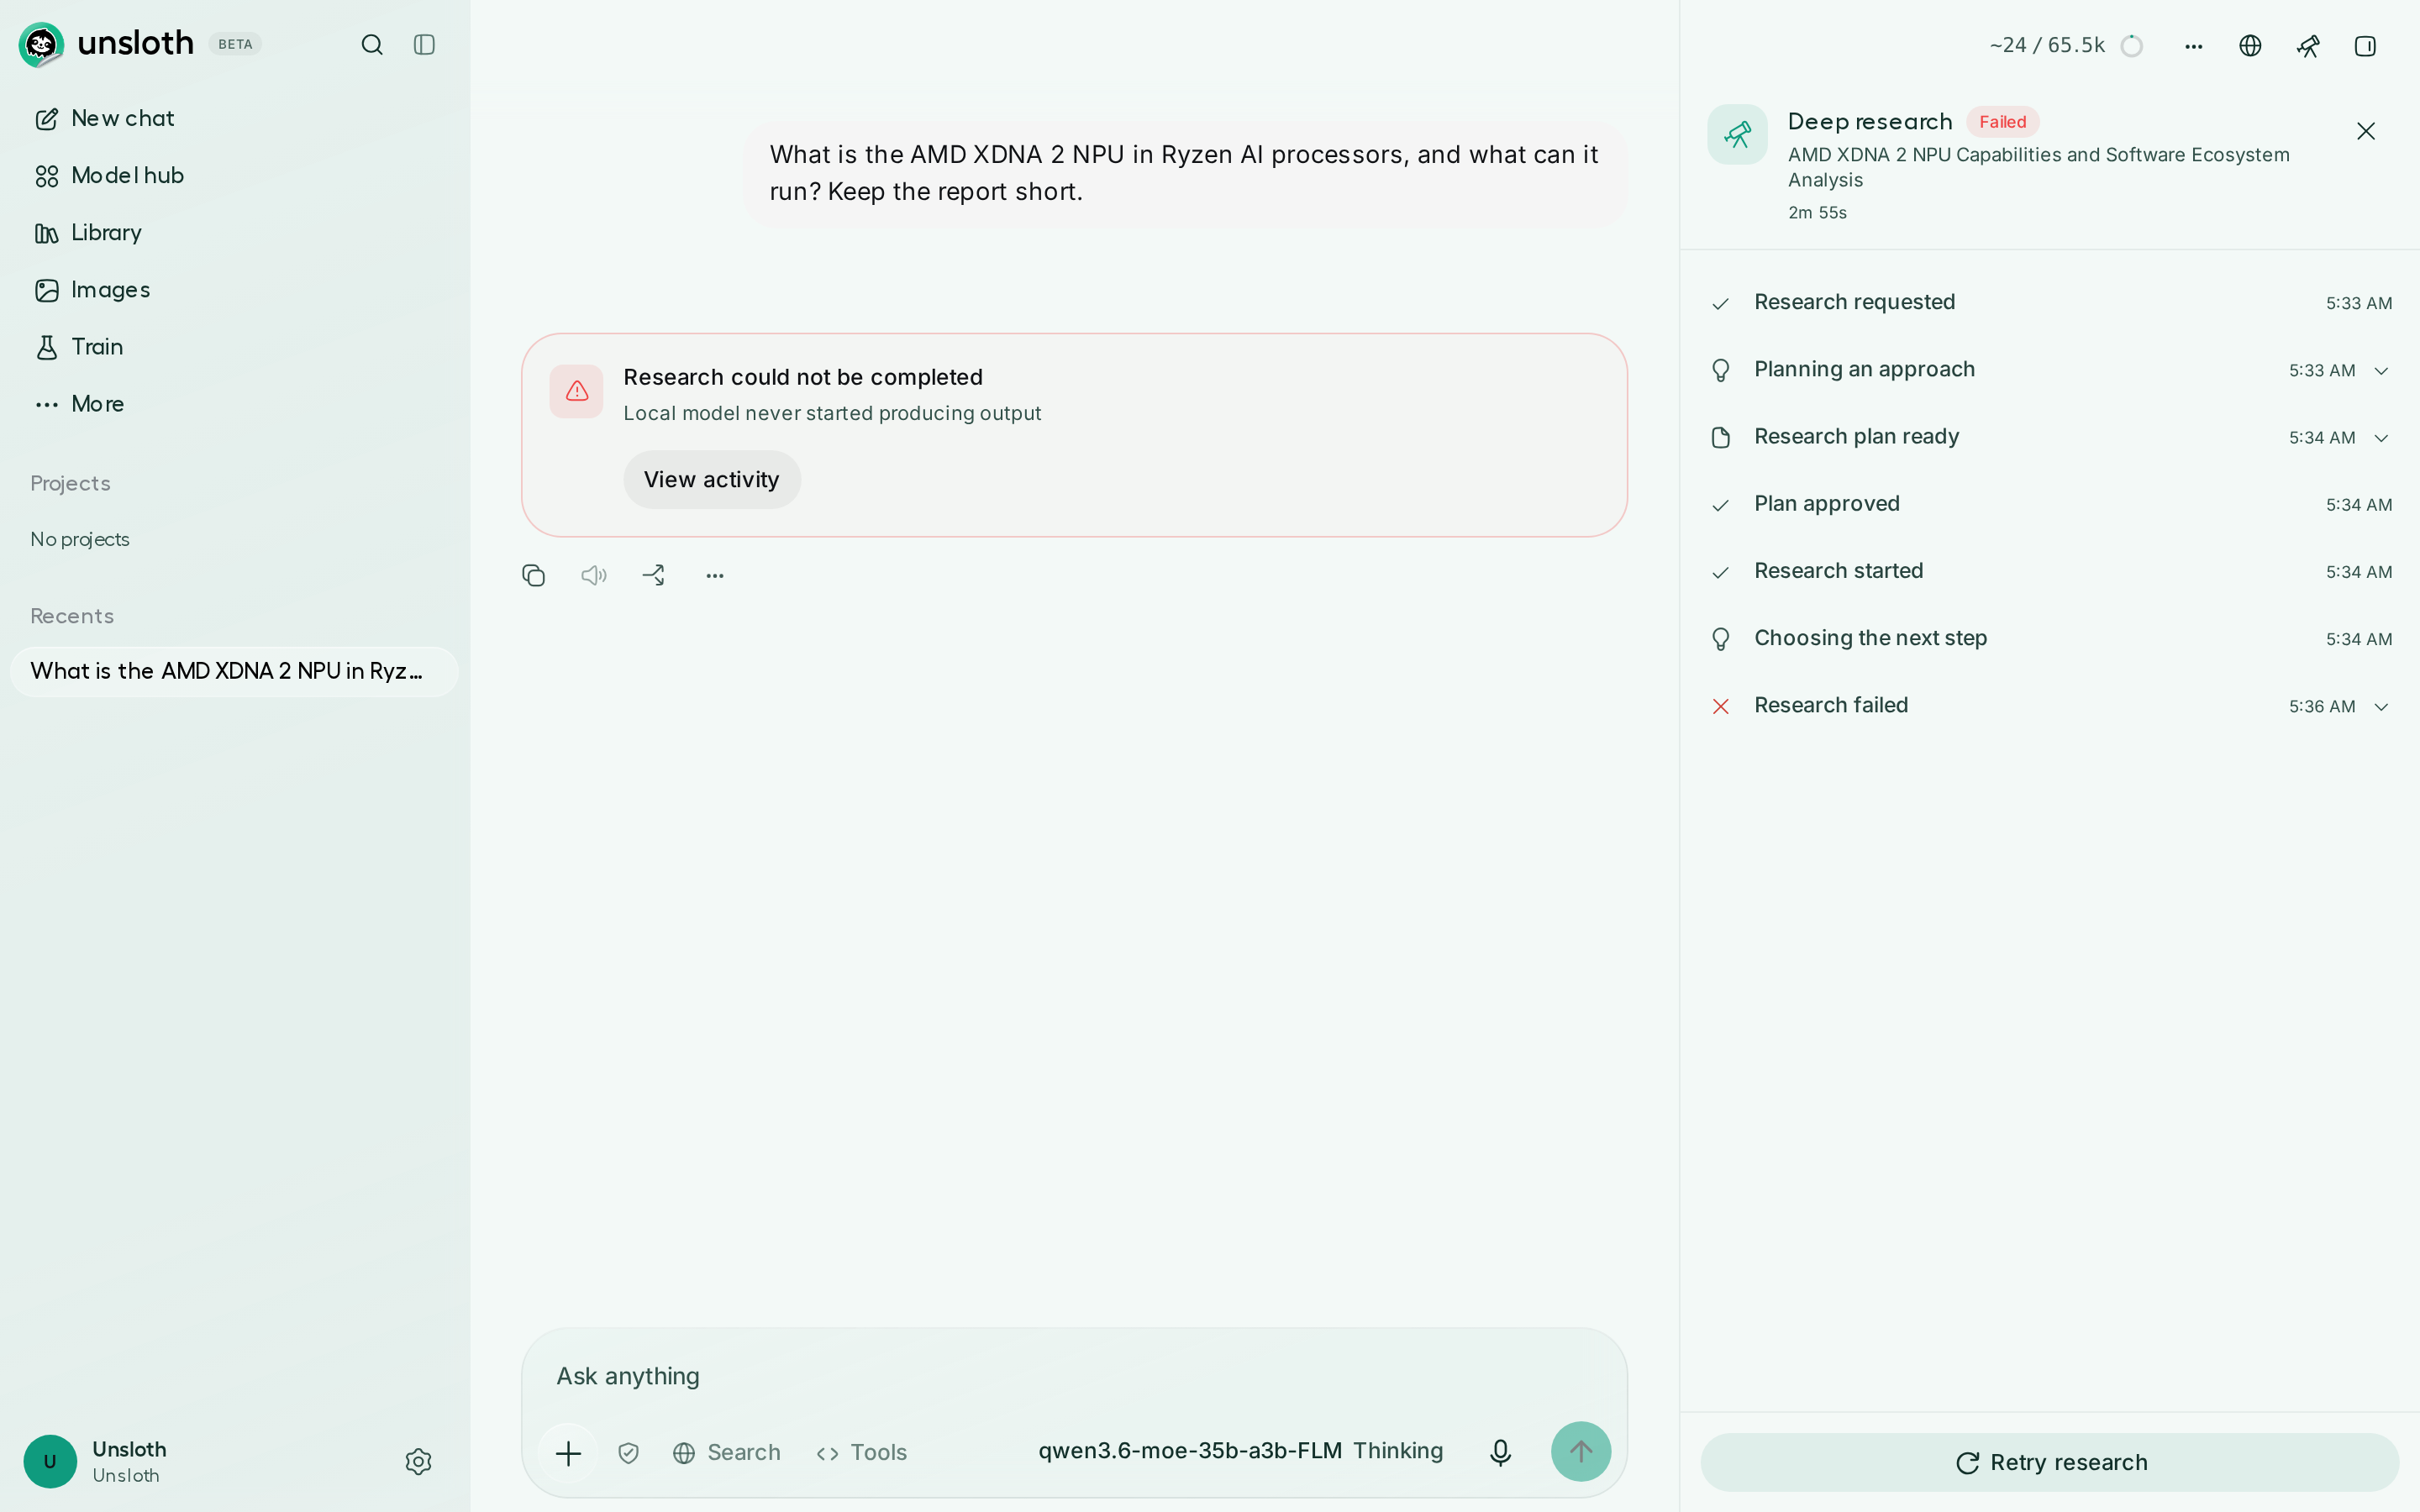 unsloth BETA
New chat
Model hub
Library
Images
Train
More
Projects
No projects
Recents
What is the AMD XDNA 2 NPU in Ryz...
U
Unsloth
Unsloth
What is the AMD XDNA 2 NPU in Ryzen AI processors, and what can it
run? Keep the report short.
Research could not be completed
Local model never started producing output
View activity
Ask anything
Search
Tools
qwen3.6-moe-35b-a3b-FLM Thinking
~24 / 65.5k
Deep research Failed
AMD XDNA 2 NPU Capabilities and Software Ecosystem
Analysis
2m 55s
Research requested 5:33 AM
Planning an approach 5:33 AM
Research plan ready 5:34 AM
Plan approved 5:34 AM
Research started 5:34 AM
Choosing the next step 5:34 AM
Research failed 5:36 AM
Retry research